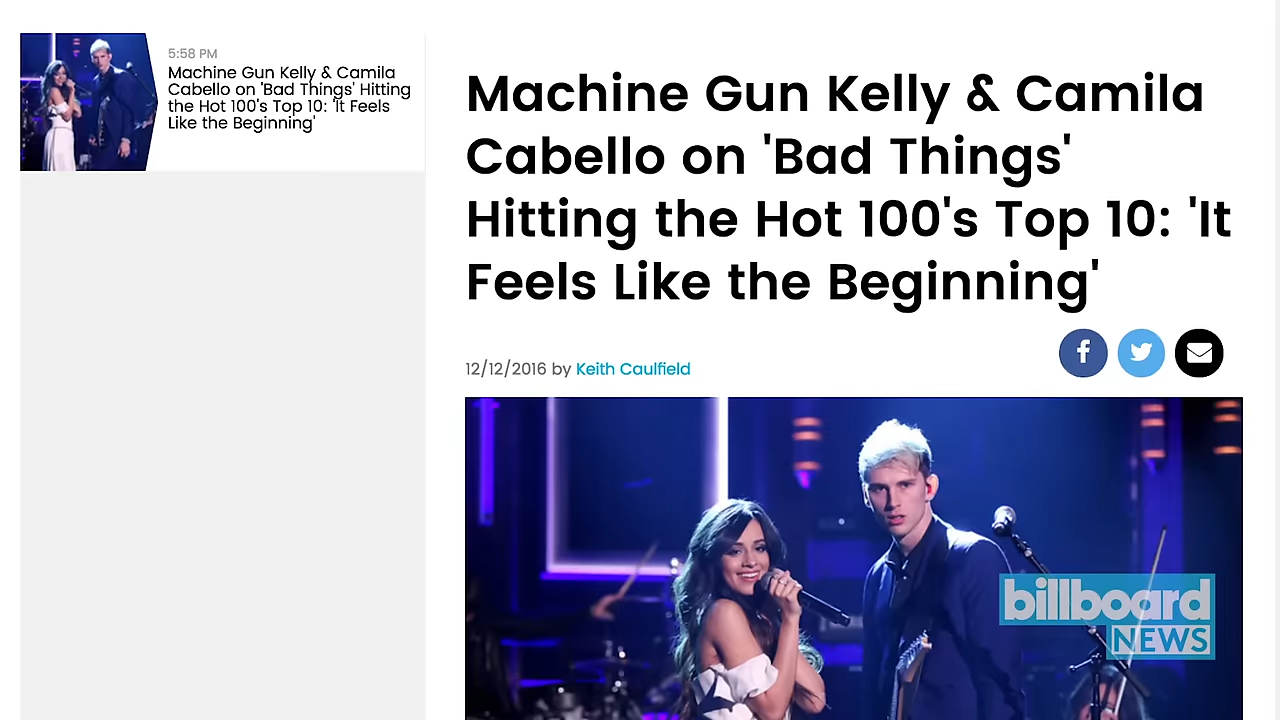 5:58 PM
Machine Gun Kelly & Camila
Cabello on 'Bad Things' Hitting
the Hot 100's Top 10: 'It Feels
Like the Beginning'
Machine Gun Kelly & Camila
Cabello on 'Bad Things'
Hitting the Hot 100's Top 10: 'It
Feels Like the Beginning'
12/12/2016 by Keith Caulfield
billboard
NEWS